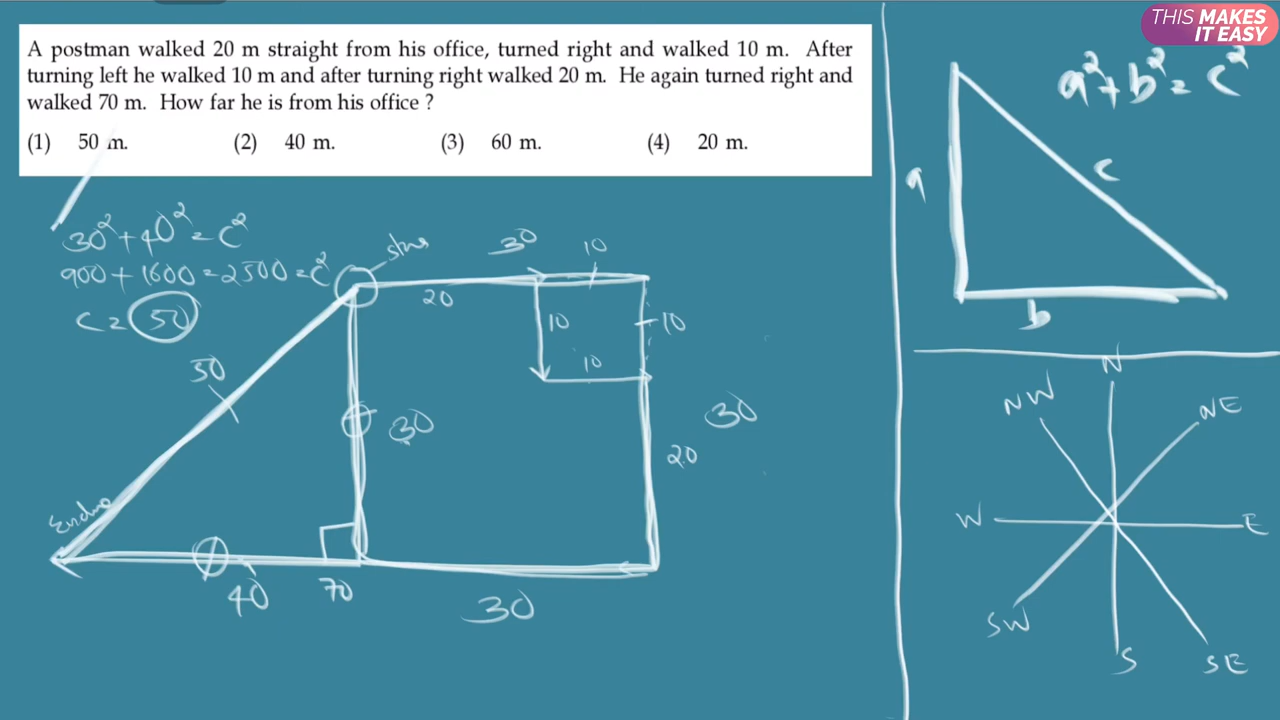 THIS MAKES
IT EASY
A postman walked 20 m straight from his office, turned right and walked 10 m. After
turning left he walked 10 m and after turning right walked 20 m. He again turned right and
walked 70 m. How far he is from his office ?
(1) 50 m. (2) 40 m. (3) 60 m. (4) 20 m.
a² + b² = c²
a
c
b
30² + 40² = c²
900 + 1600 = 2500 = c²
c = 50
30 10
20
10
10
10
50
30
30
20
40
70
30
N
NW
NE
W
E
SW
S
SE